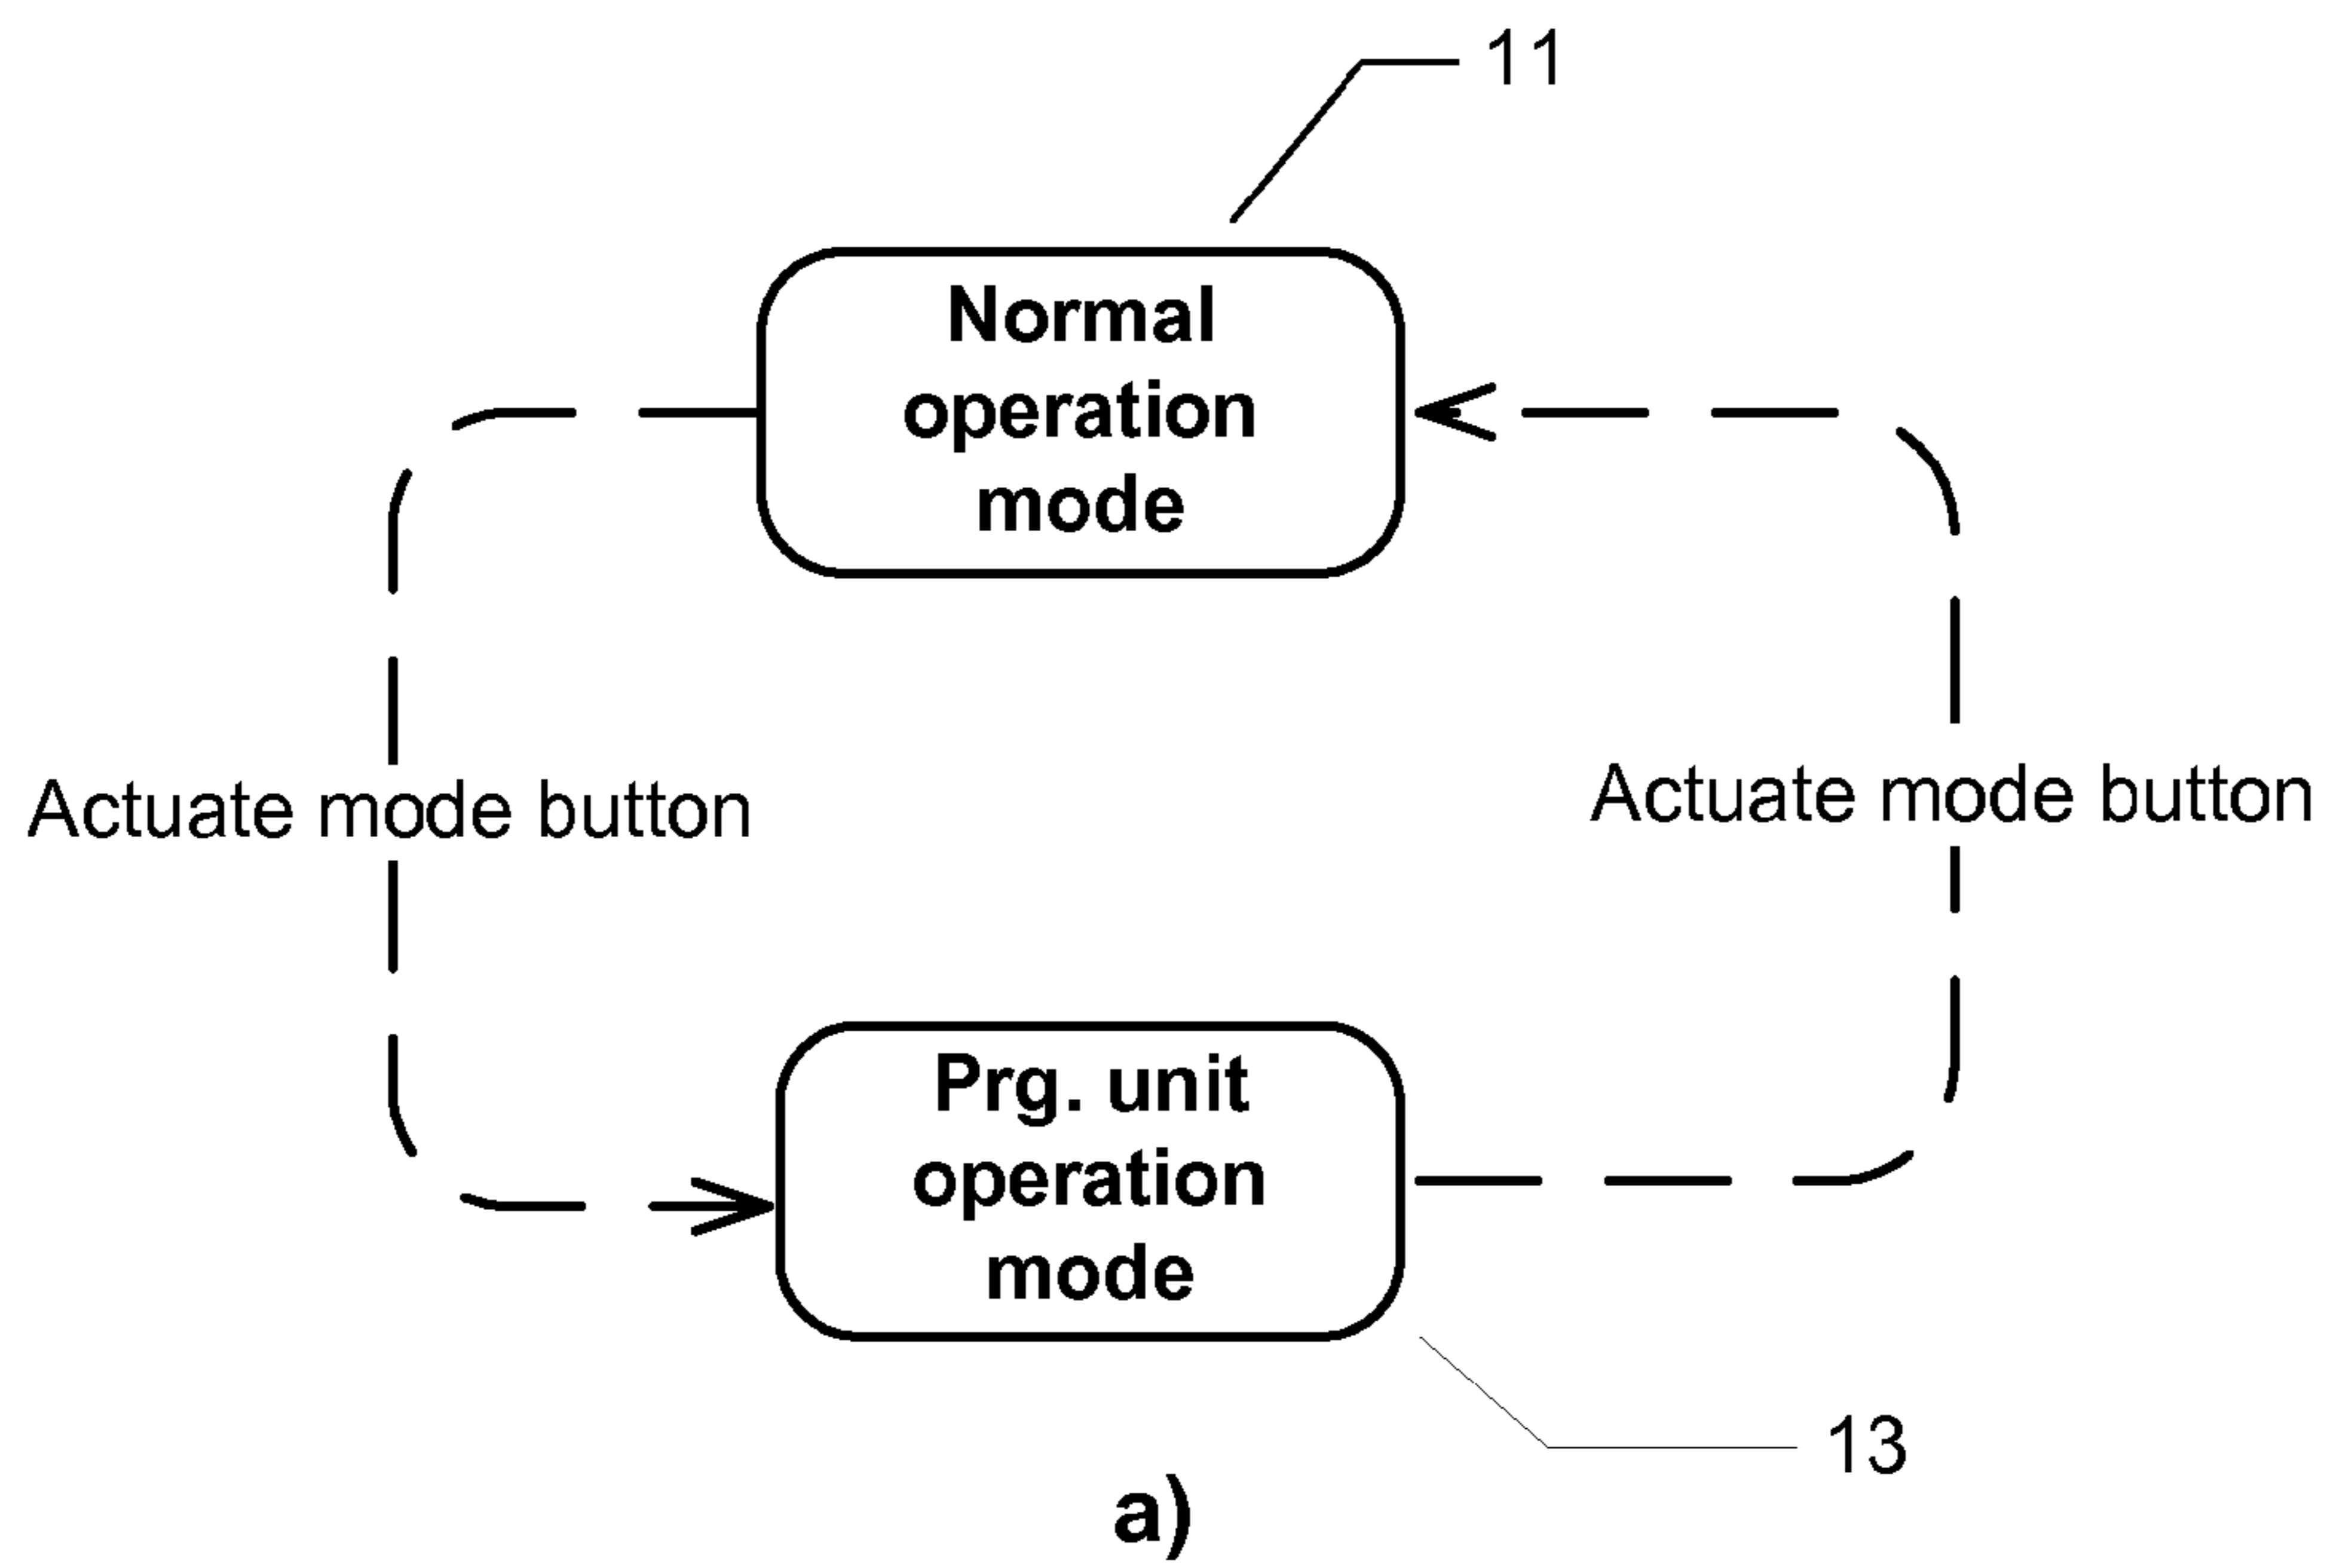 11
Normal
operation
mode
Actuate mode button
Actuate mode button
Prg. unit
operation
mode
13
a)